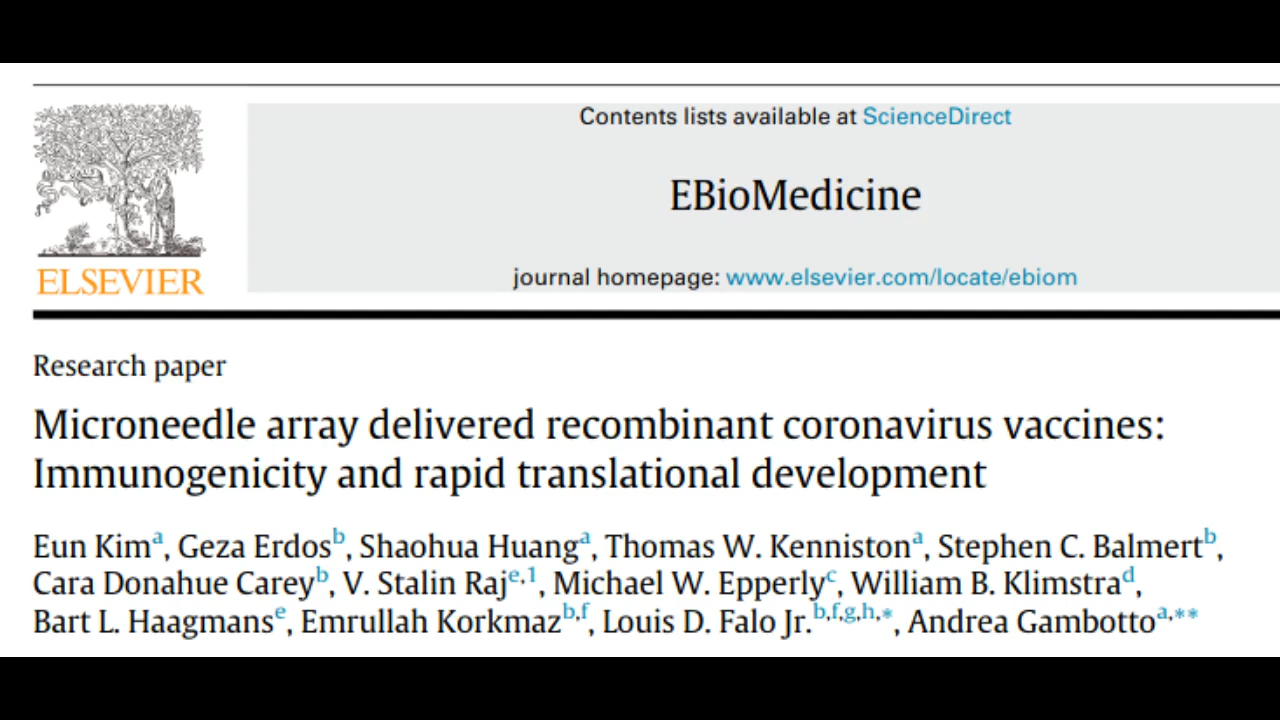 Contents lists available at ScienceDirect
EBioMedicine
journal homepage: www.elsevier.com/locate/ebiom
ELSEVIER
Research paper
Microneedle array delivered recombinant coronavirus vaccines:
Immunogenicity and rapid translational development
Eun Kimᵃ, Geza Erdosᵇ, Shaohua Huangᵃ, Thomas W. Kennistonᵃ, Stephen C. Balmertᵇ,
Cara Donahue Careyᵇ, V. Stalin Rajᵉ,¹, Michael W. Epperlyᶜ, William B. Klimstraᵈ,
Bart L. Haagmansᵉ, Emrullah Korkmazᵇ,ᶠ, Louis D. Falo Jr.ᵇ,ᶠ,ᵍ,ʰ,*, Andrea Gambottoᵃ,**